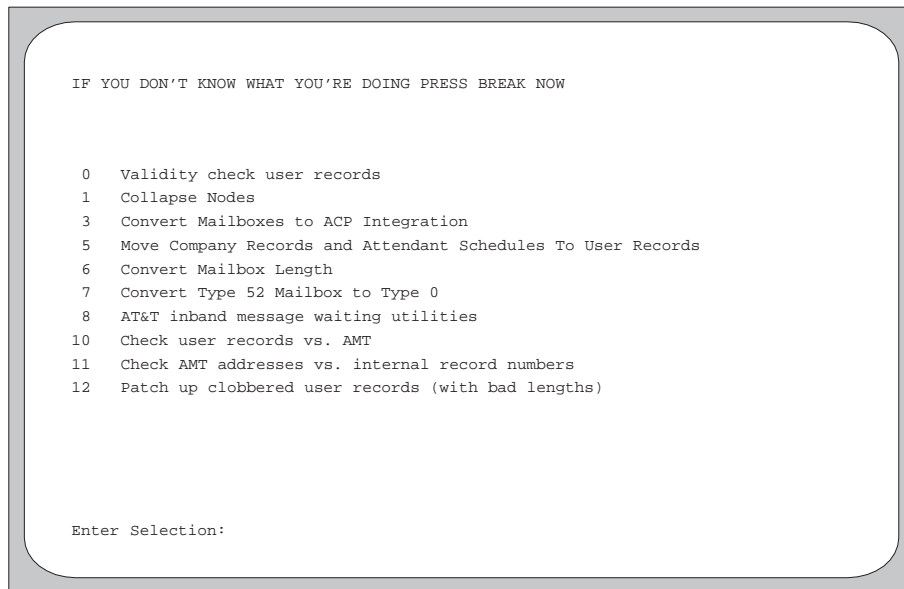 IF YOU DON'T KNOW WHAT YOU'RE DOING PRESS BREAK NOW
0 Validity check user records
1 Collapse Nodes
3 Convert Mailboxes to ACP Integration
5 Move Company Records and Attendant Schedules To User Records
6 Convert Mailbox Length
7 Convert Type 52 Mailbox to Type 0
8 AT&T inband message waiting utilities
10 Check user records vs. AMT
11 Check AMT addresses vs. internal record numbers
12 Patch up clobbered user records (with bad lengths)
Enter Selection: